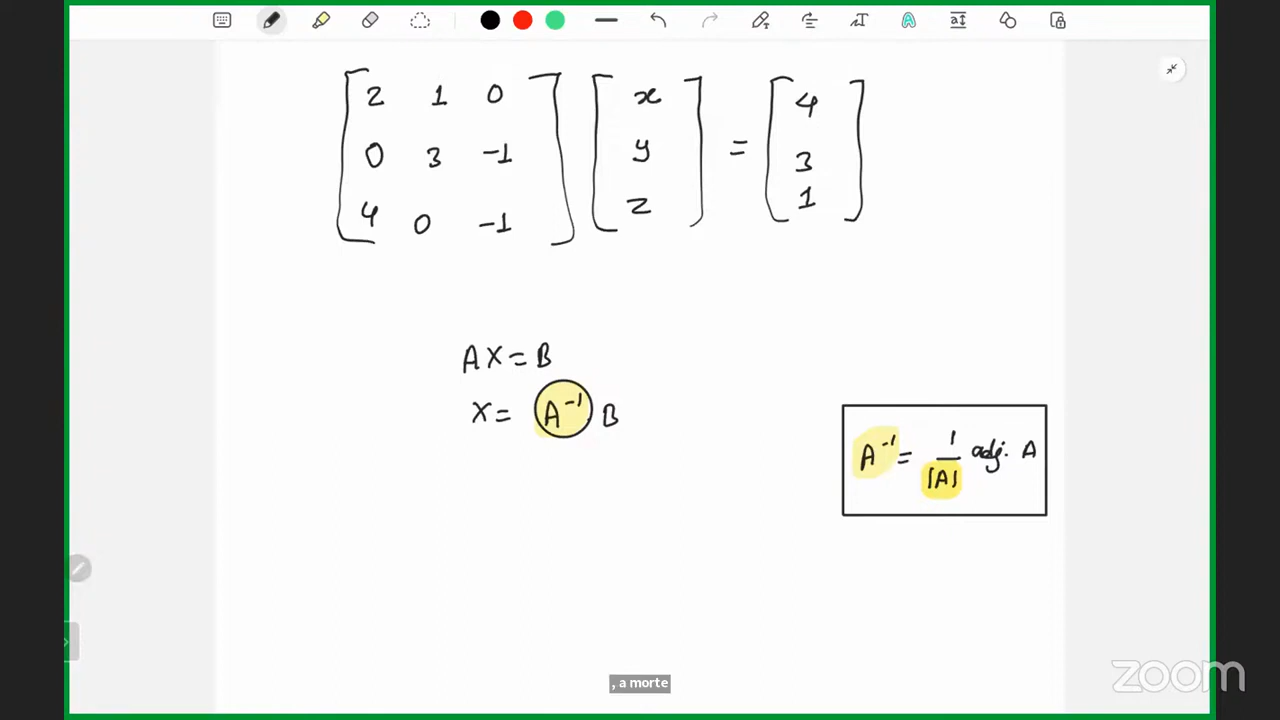 2 1 0 x 4
0 3 -1 y = 3
4 0 -1 z 1
AX = B
X = A⁻¹ B
A⁻¹ = 1/|A| adj. A
, a morte
zoom